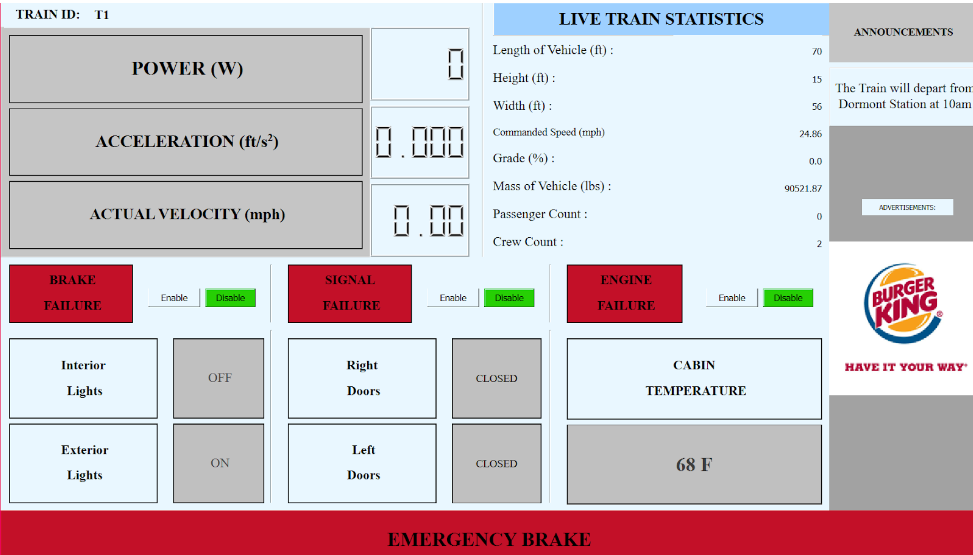 TRAIN ID: T1
POWER (W)
0
ACCELERATION (ft/s²)
0.000
ACTUAL VELOCITY (mph)
0.00
LIVE TRAIN STATISTICS
Length of Vehicle (ft) : 70
Height (ft) : 15
Width (ft) : 56
Commanded Speed (mph) 24.86
Grade (%) : 0.0
Mass of Vehicle (lbs) : 90521.87
Passenger Count : 0
Crew Count : 2
ANNOUNCEMENTS
The Train will depart from
Dormont Station at 10am
ADVERTISEMENTS:
BURGER
KING®
HAVE IT YOUR WAY®
BRAKE
FAILURE
Enable Disable
SIGNAL
FAILURE
Enable Disable
ENGINE
FAILURE
Enable Disable
Interior
Lights
OFF
Right
Doors
CLOSED
CABIN
TEMPERATURE
Exterior
Lights
ON
Left
Doors
CLOSED
68 F
EMERGENCY BRAKE